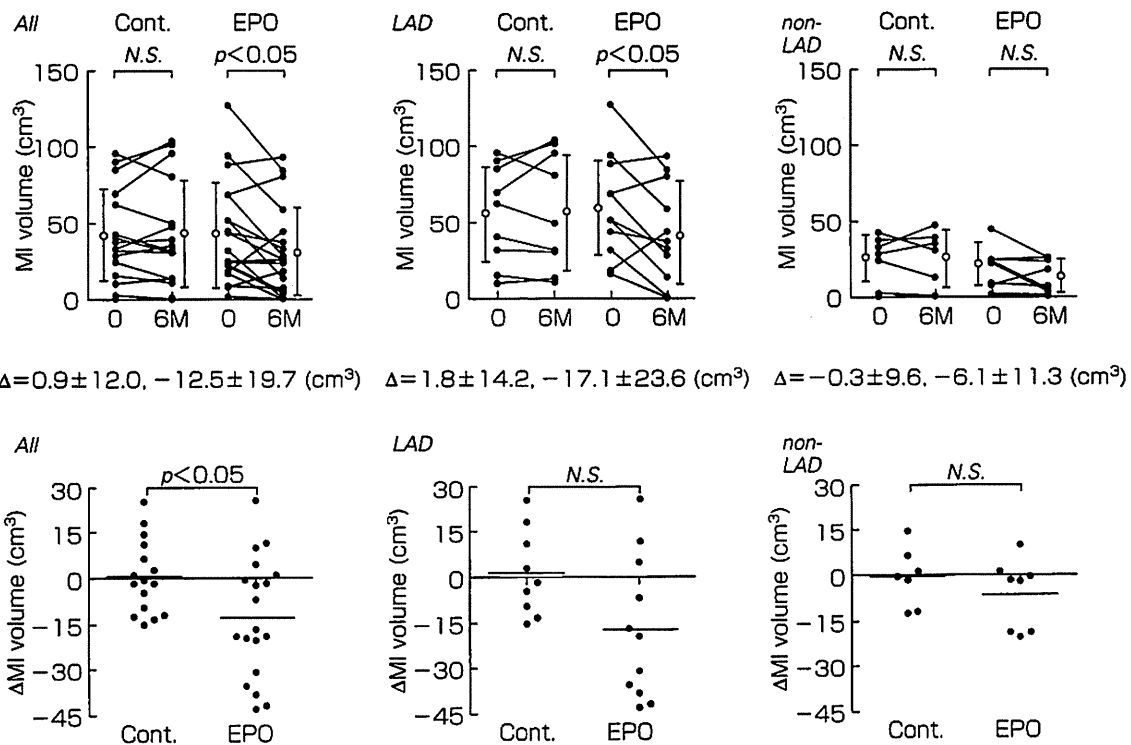 All Cont. EPO LAD Cont. EPO non-LAD Cont. EPO
N.S. p<0.05 N.S. p<0.05 N.S. N.S.
MI volume (cm³) MI volume (cm³) MI volume (cm³)
150 150 150
100 100 100
50 50 50
0 0 0
0 6M 0 6M 0 6M 0 6M 0 6M 0 6M
Δ=0.9±12.0, −12.5±19.7 (cm³) Δ=1.8±14.2, −17.1±23.6 (cm³) Δ=−0.3±9.6, −6.1±11.3 (cm³)
All LAD non-LAD
p<0.05 N.S. N.S.
ΔMI volume (cm³) ΔMI volume (cm³) ΔMI volume (cm³)
30 30 30
15 15 15
0 0 0
−15 −15 −15
−30 −30 −30
−45 −45 −45
Cont. EPO Cont. EPO Cont. EPO